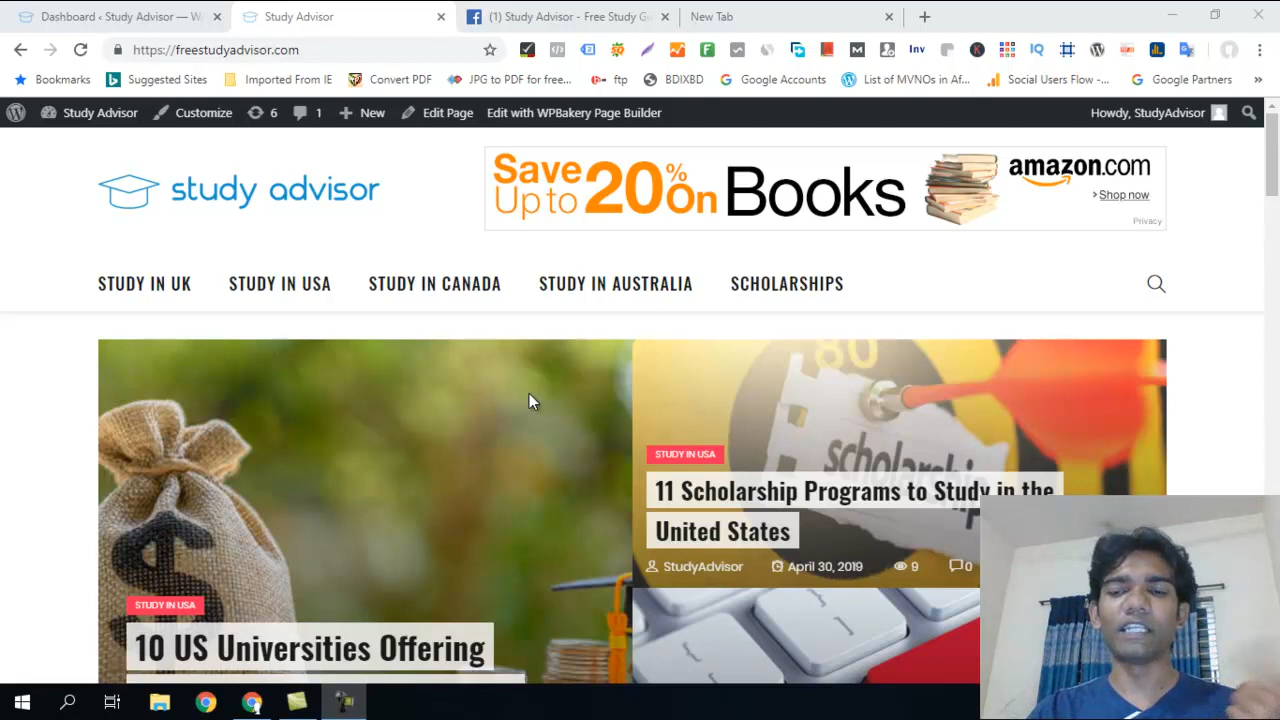 Dashboard ‹ Study Advisor — W
Study Advisor
(1) Study Advisor - Free Study G
New Tab
https://freestudyadvisor.com
Inv
IQ
Bookmarks
Suggested Sites
Imported From IE
Convert PDF
JPG to PDF for free...
ftp
BDIXBD
Google Accounts
List of MVNOs in Af...
Social Users Flow -...
Google Partners
Study Advisor
Customize
6
1
New
Edit Page
Edit with WPBakery Page Builder
Howdy, StudyAdvisor
study advisor
Save 20% On Books
Up to
amazon.com
Shop now
Privacy
STUDY IN UK
STUDY IN USA
STUDY IN CANADA
STUDY IN AUSTRALIA
SCHOLARSHIPS
80
scholarship
STUDY IN USA
11 Scholarship Programs to Study in the
United States
StudyAdvisor
April 30, 2019
9
0
STUDY IN USA
10 US Universities Offering